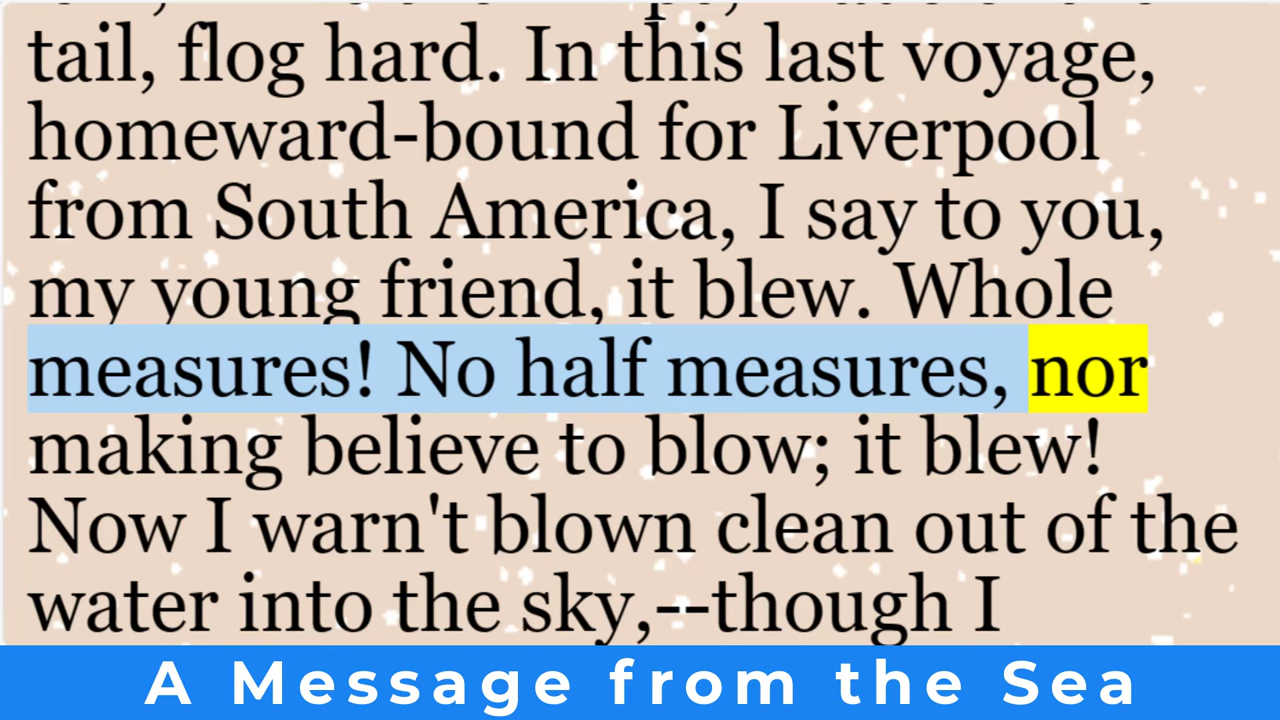 tail, flog hard. In this last voyage,
homeward-bound for Liverpool
from South America, I say to you,
my young friend, it blew. Whole
measures! No half measures, nor
making believe to blow; it blew!
Now I warn't blown clean out of the
water into the sky,--though I
A Message from the Sea